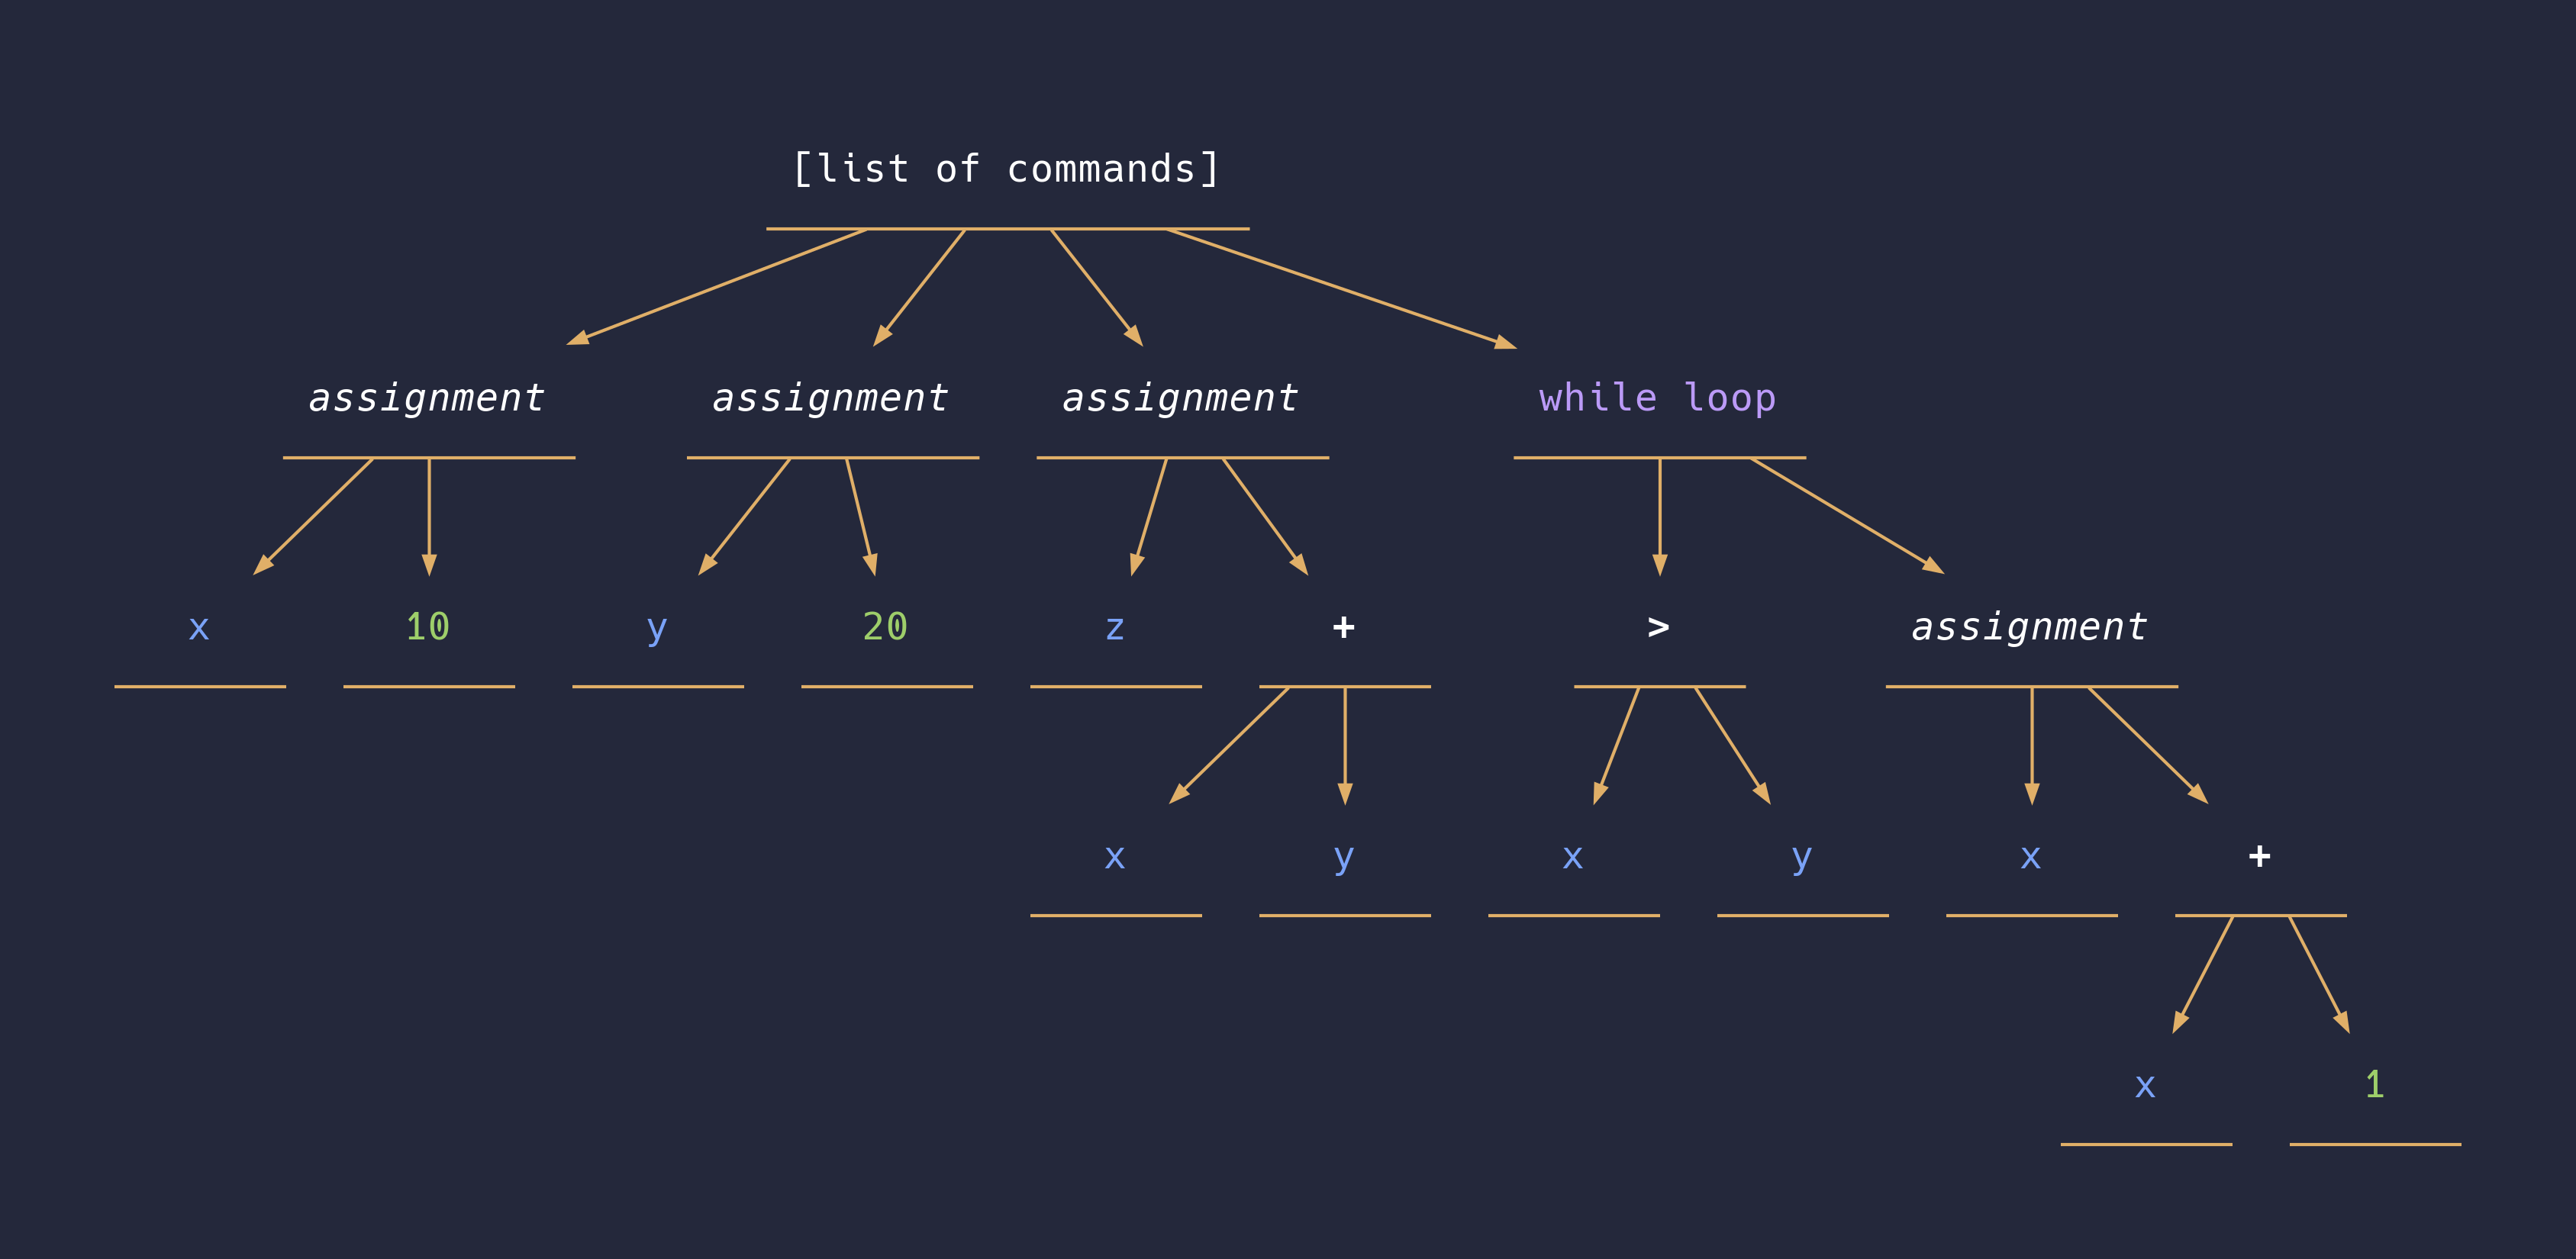 [list of commands]
assignment assignment assignment while loop
x 10 y 20 z + > assignment
x y x y x +
x 1